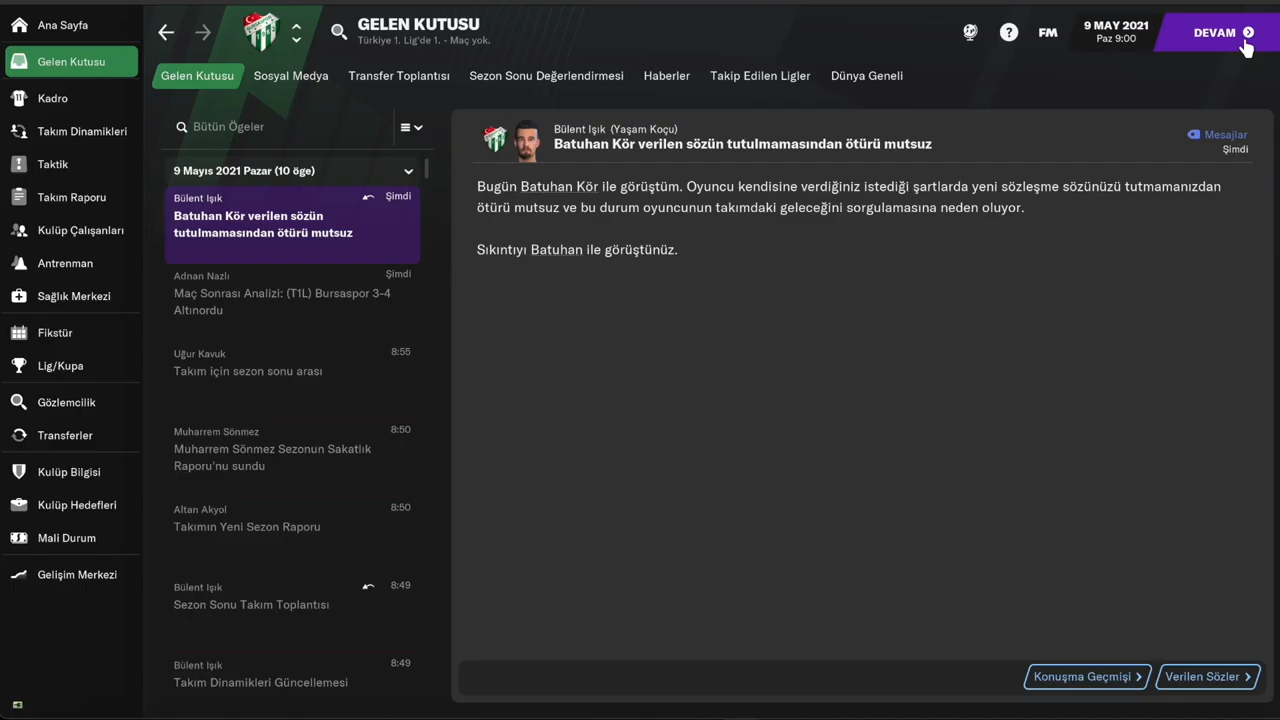 Ana Sayfa
Gelen Kutusu
Kadro
Takım Dinamikleri
Taktik
Takım Raporu
Kulüp Çalışanları
Antrenman
Sağlık Merkezi
Fikstür
Lig/Kupa
Gözlemcilik
Transferler
Kulüp Bilgisi
Kulüp Hedefleri
Mali Durum
Gelişim Merkezi
GELEN KUTUSU
Türkiye 1. Lig'de 1. - Maç yok.
FM
9 MAY 2021
Paz 9:00
DEVAM
Gelen Kutusu
Sosyal Medya
Transfer Toplantısı
Sezon Sonu Değerlendirmesi
Haberler
Takip Edilen Ligler
Dünya Geneli
Bütün Ögeler
9 Mayıs 2021 Pazar (10 öge)
Bülent Işık
Şimdi
Batuhan Kör verilen sözün
tutulmamasından ötürü mutsuz
Adnan Nazlı
Şimdi
Maç Sonrası Analizi: (T1L) Bursaspor 3-4
Altınordu
Uğur Kavuk
8:55
Takım için sezon sonu arası
Muharrem Sönmez
8:50
Muharrem Sönmez Sezonun Sakatlık
Raporu'nu sundu
Altan Akyol
8:50
Takımın Yeni Sezon Raporu
Bülent Işık
8:49
Sezon Sonu Takım Toplantısı
Bülent Işık
8:49
Takım Dinamikleri Güncellemesi
Bülent Işık (Yaşam Koçu)
Batuhan Kör verilen sözün tutulmamasından ötürü mutsuz
Mesajlar
Şimdi
Bugün Batuhan Kör ile görüştüm. Oyuncu kendisine verdiğiniz istediği şartlarda yeni sözleşme sözünüzü tutmamanızdan
ötürü mutsuz ve bu durum oyuncunun takımdaki geleceğini sorgulamasına neden oluyor.
Sıkıntıyı Batuhan ile görüştünüz.
Konuşma Geçmişi
Verilen Sözler